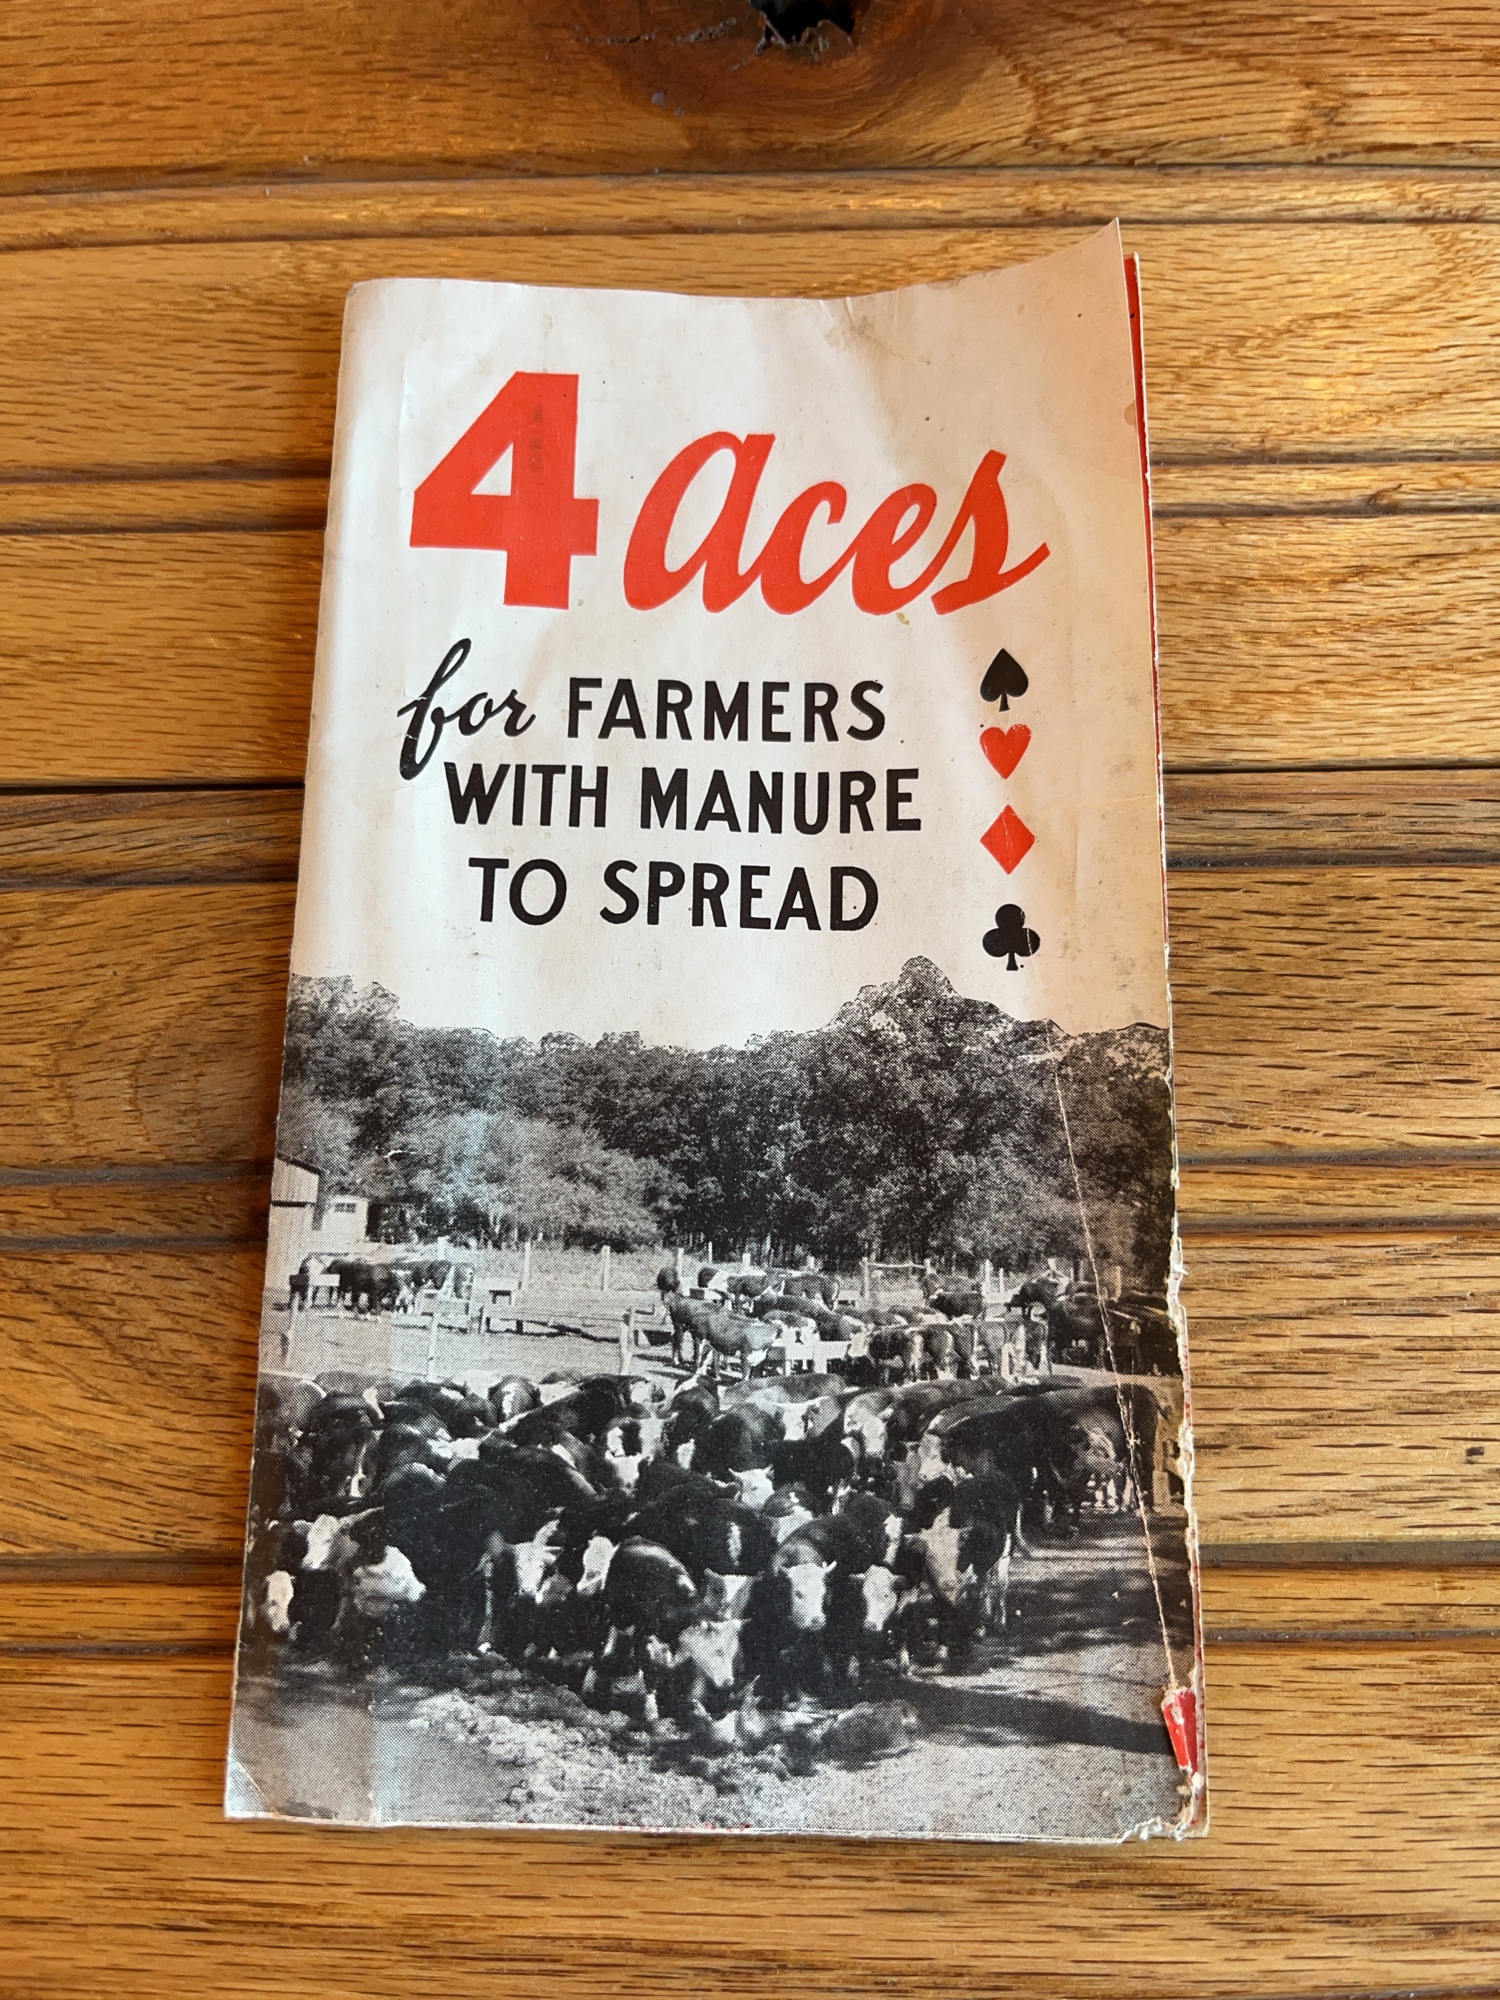 4 aces
for FARMERS
WITH MANURE
TO SPREAD